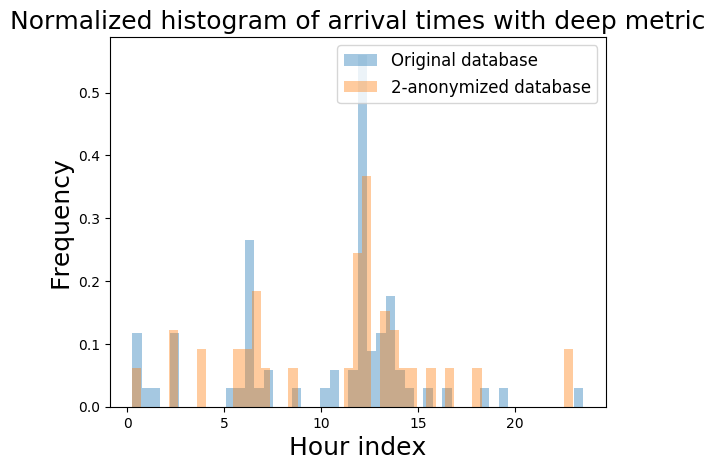 Normalized histogram of arrival times with deep metric
Original database
2-anonymized database
Frequency
0.5
0.4
0.3
0.2
0.1
0.0
0
5
10
15
20
Hour index